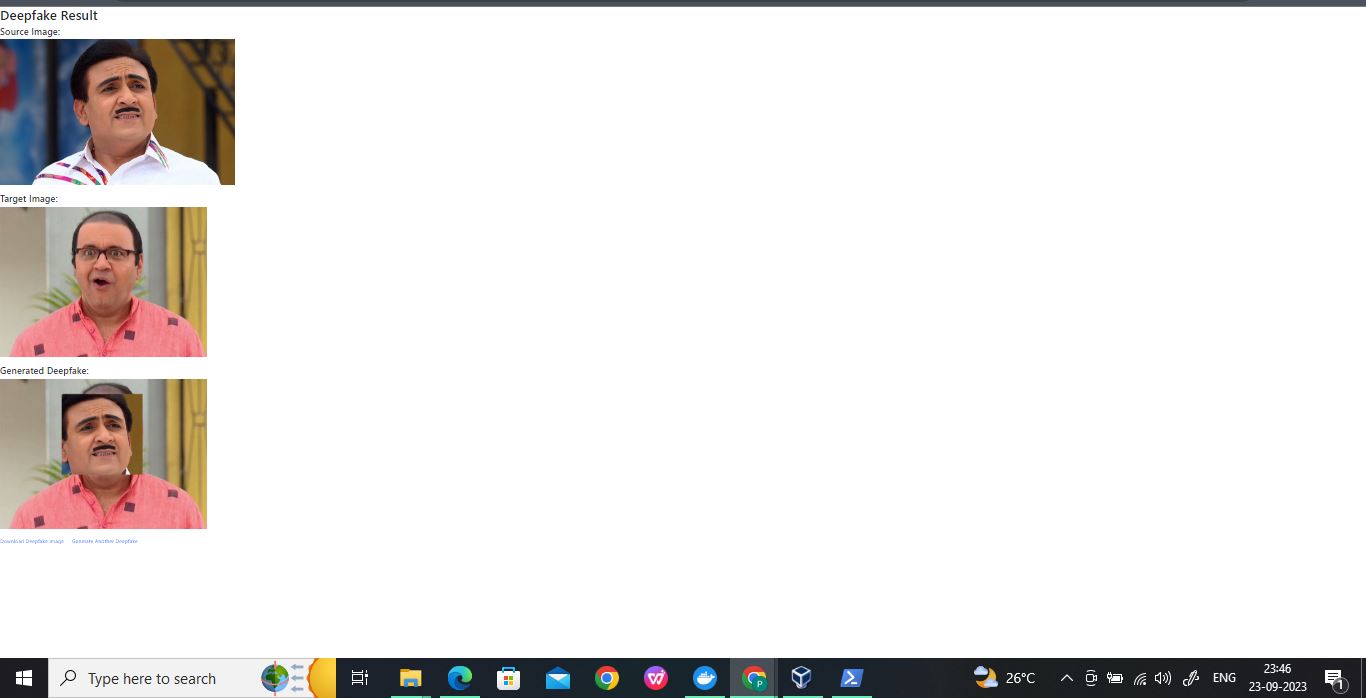 Deepfake Result
Source Image:
Target Image:
Generated Deepfake:
Download Deepfake Image Generate Another Deepfake
Type here to search
26°C
ENG
23:46
23-09-2023
1